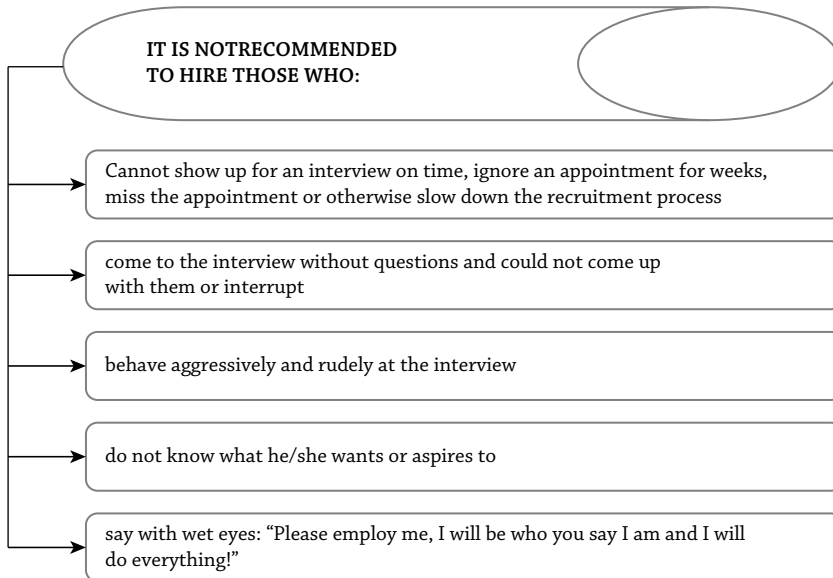 IT IS NOTRECOMMENDED
TO HIRE THOSE WHO:
Cannot show up for an interview on time, ignore an appointment for weeks,
miss the appointment or otherwise slow down the recruitment process
come to the interview without questions and could not come up
with them or interrupt
behave aggressively and rudely at the interview
do not know what he/she wants or aspires to
say with wet eyes: “Please employ me, I will be who you say I am and I will
do everything!”